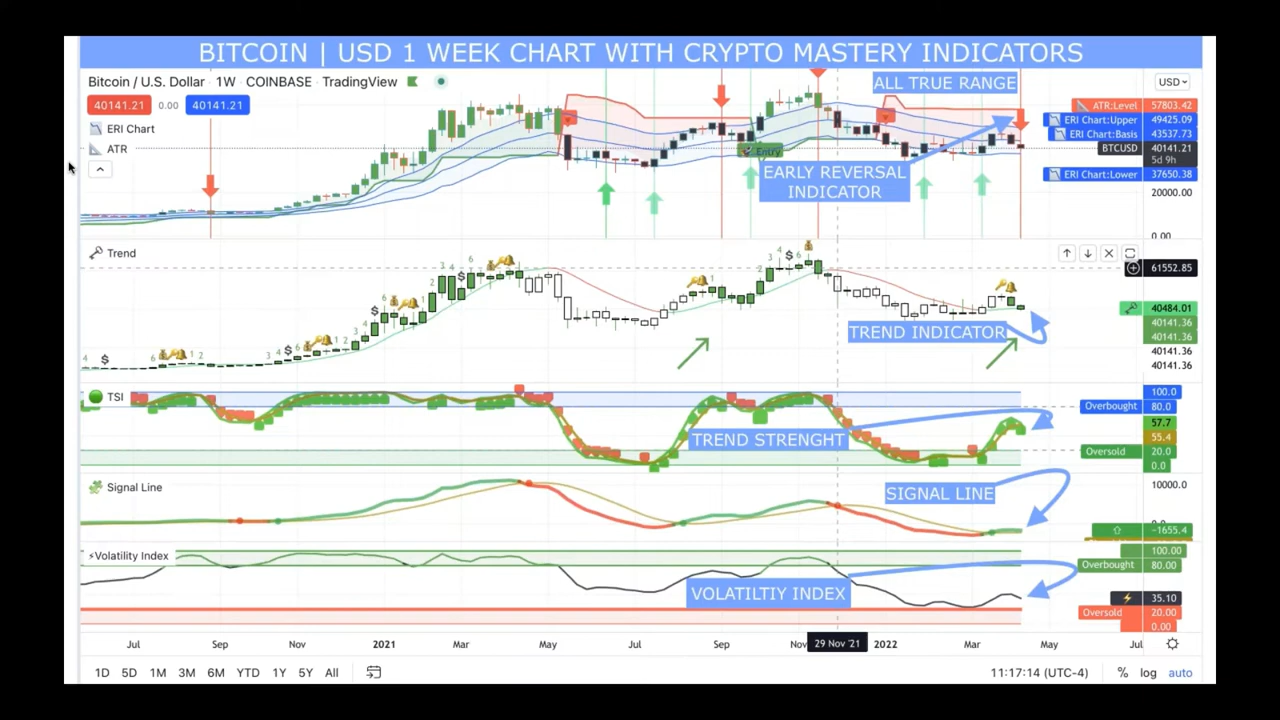 BITCOIN | USD 1 WEEK CHART WITH CRYPTO MASTERY INDICATORS
Bitcoin / U.S. Dollar · 1W · COINBASE · TradingView
ALL TRUE RANGE
USD
40141.21 0.00 40141.21
ATR:Level 57803.42
ERI Chart
ERI Chart:Upper 49425.09
ERI Chart:Basis 43537.73
ATR
BTCUSD 40141.21
5d 9h
Entry
EARLY REVERSAL
INDICATOR
ERI Chart:Lower 37650.38
20000.00
0.00
Trend
61552.85
40484.01
40141.36
TREND INDICATOR
40141.36
40141.36
40141.36
TSI
100.0
Overbought 80.0
57.7
TREND STRENGHT
55.4
Oversold 20.0
0.0
Signal Line
10000.0
SIGNAL LINE
-1655.4
Volatility Index
100.00
Overbought 80.00
VOLATILTIY INDEX
35.10
Oversold 20.00
0.00
Jul Sep Nov 2021 Mar May Jul Sep Nov 29 Nov '21 2022 Mar May Jul
1D 5D 1M 3M 6M YTD 1Y 5Y All
11:17:14 (UTC-4) % log auto